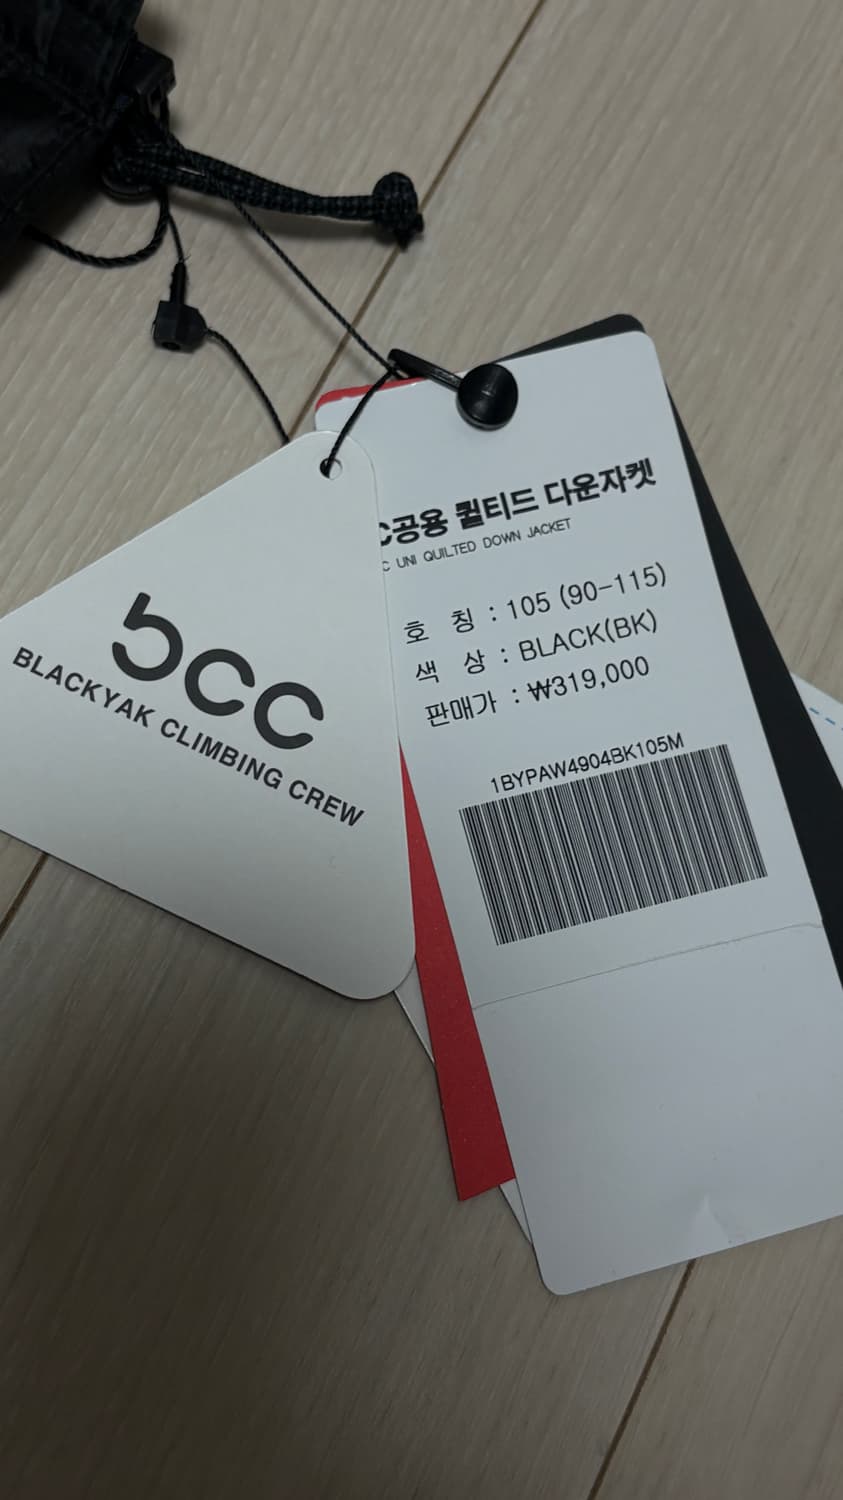 bcc
BLACKYAK CLIMBING CREW
C공용 퀼티드 다운자켓
C UNI QUILTED DOWN JACKET
호 칭 : 105 (90-115)
색 상 : BLACK(BK)
판매가 : ₩319,000
1BYPAW4904BK105M